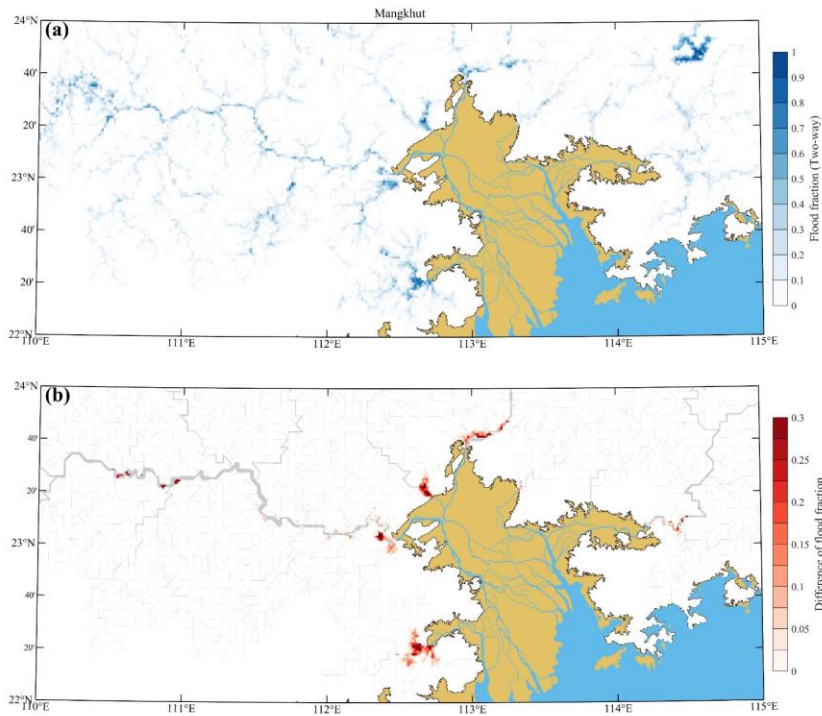 Mangkhut
(a)
24°N
40'
20'
23°N
40'
20'
22°N
110°E
111°E
112°E
113°E
114°E
115°E
1
0.9
0.8
0.7
0.6
0.5
0.4
0.3
0.2
0.1
0
Flood fraction (Two-way)
(b)
24°N
40'
20'
23°N
40'
20'
22°N
110°E
111°E
112°E
113°E
114°E
115°E
0.3
0.25
0.2
0.15
0.1
0.05
0
Difference of flood fraction